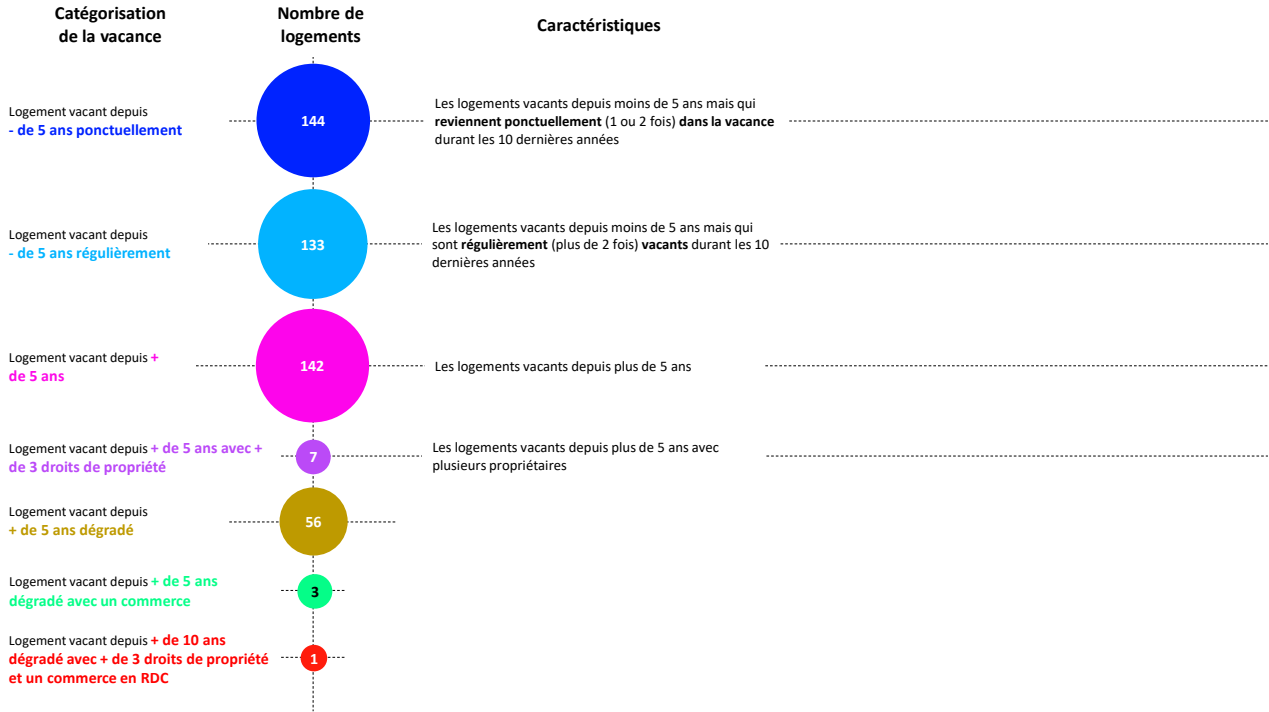 Catégorisation
de la vacance
Nombre de
logements
Caractéristiques
Logement vacant depuis
- de 5 ans ponctuellement
144
Les logements vacants depuis moins de 5 ans mais qui
reviennent ponctuellement (1 ou 2 fois) dans la vacance
durant les 10 dernières années
Logement vacant depuis
- de 5 ans régulièrement
133
Les logements vacants depuis moins de 5 ans mais qui
sont régulièrement (plus de 2 fois) vacants durant les 10
dernières années
Logement vacant depuis +
de 5 ans
142
Les logements vacants depuis plus de 5 ans
Logement vacant depuis + de 5 ans avec +
de 3 droits de propriété
7
Les logements vacants depuis plus de 5 ans avec
plusieurs propriétaires
Logement vacant depuis
+ de 5 ans dégradé
56
Logement vacant depuis + de 5 ans
dégradé avec un commerce
3
Logement vacant depuis + de 10 ans
dégradé avec + de 3 droits de propriété
et un commerce en RDC
1